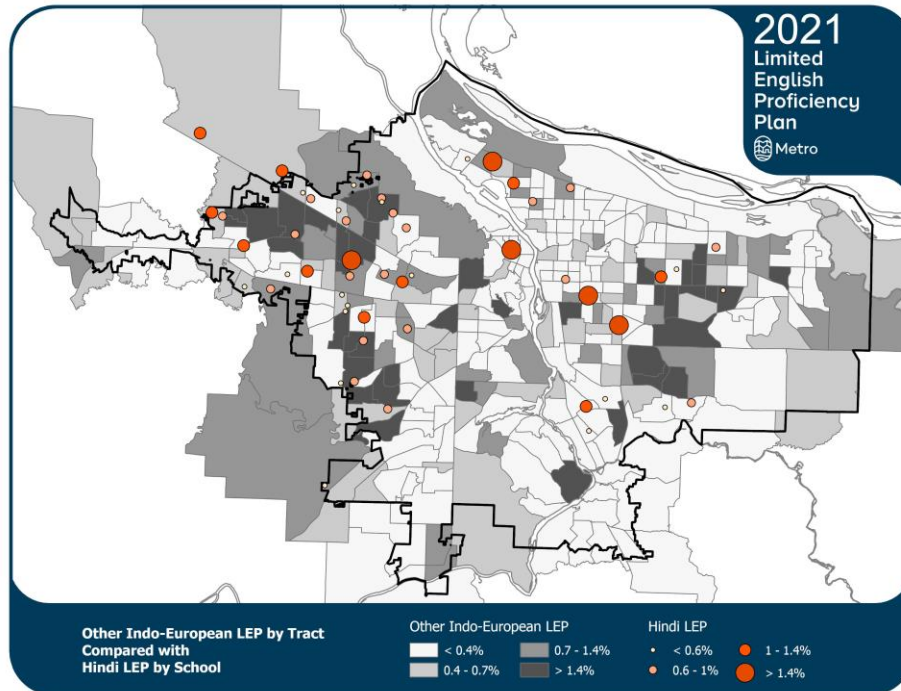 2021
Limited
English
Proficiency
Plan
Metro
Other Indo-European LEP by Tract
Compared with
Hindi LEP by School
Other Indo-European LEP
< 0.4%
0.7 - 1.4%
0.4 - 0.7%
> 1.4%
Hindi LEP
< 0.6%
1 - 1.4%
0.6 - 1%
> 1.4%